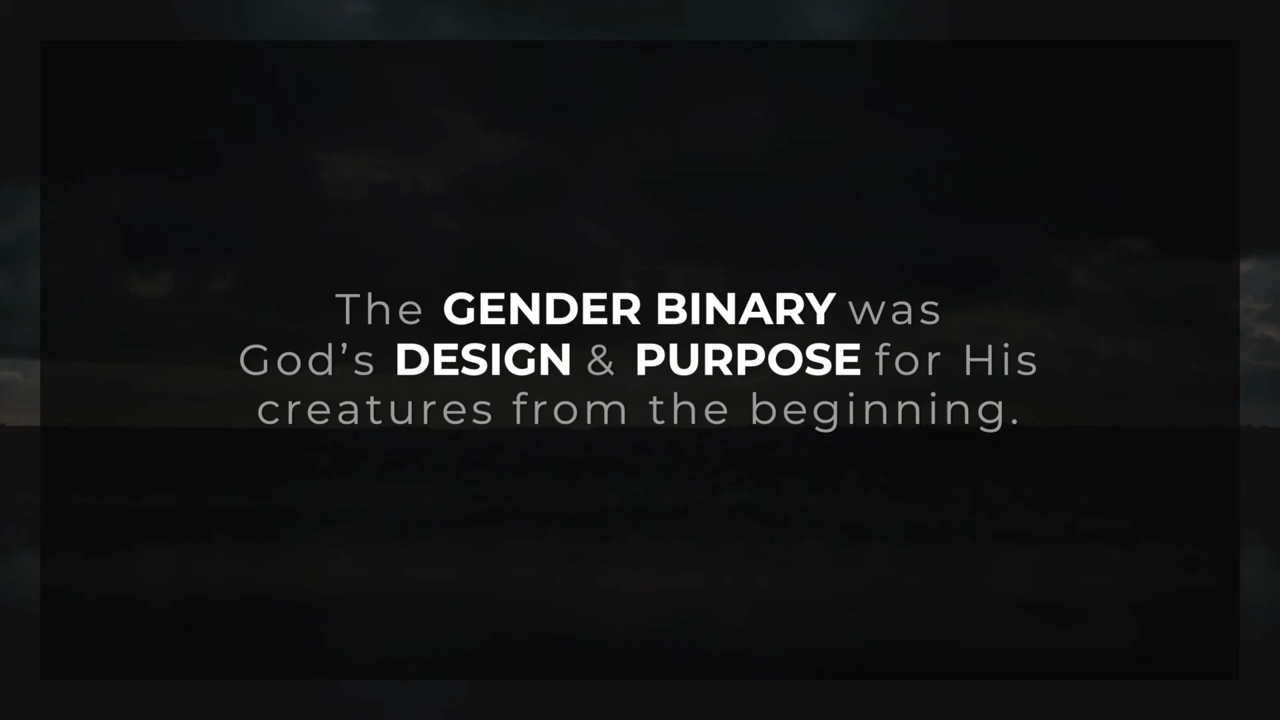 The GENDER BINARY was
God’s DESIGN & PURPOSE for His
creatures from the beginning.